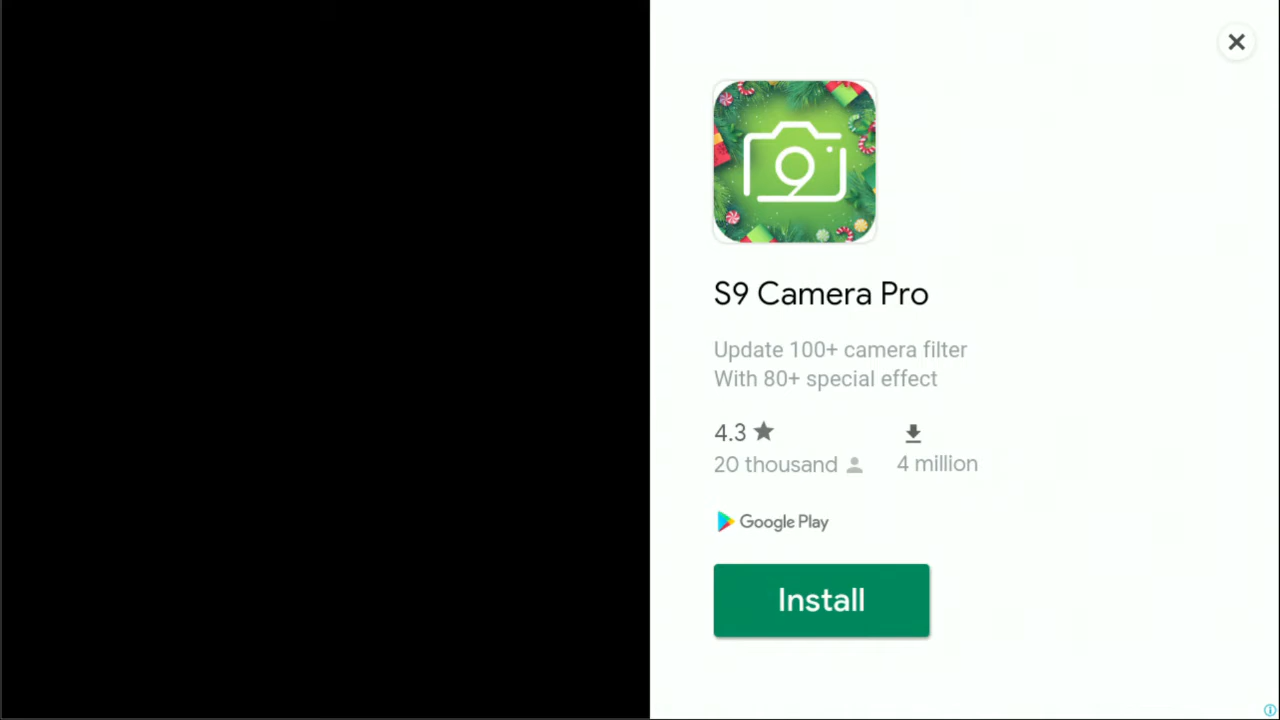 S9 Camera Pro
Update 100+ camera filter
With 80+ special effect
4.3
20 thousand
4 million
Google Play
Install